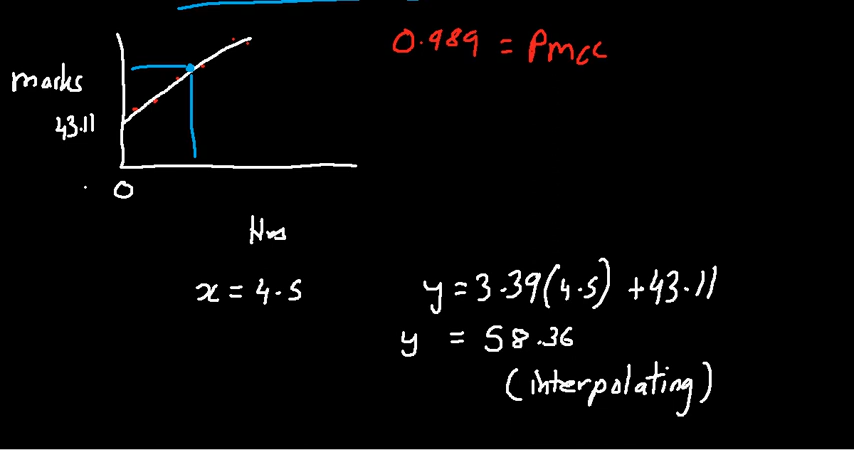 0.989 = PMCC
marks
43.11
0
Hrs
x = 4.5
y = 3.39(4.5) + 43.11
y = 58.36
(interpolating)